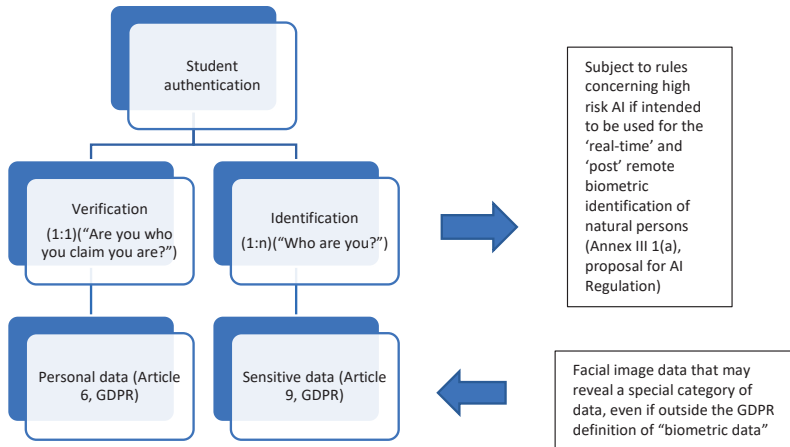 Student
authentication
Subject to rules
concerning high
risk AI if intended
to be used for the
‘real-time’ and
‘post’ remote
biometric
identification of
natural persons
(Annex III 1(a),
proposal for AI
Regulation)
Verification
(1:1)(“Are you who
you claim you are?”)
Identification
(1:n)(“Who are you?”)
Personal data (Article
6, GDPR)
Sensitive data (Article
9, GDPR)
Facial image data that may
reveal a special category of
data, even if outside the GDPR
definition of “biometric data”